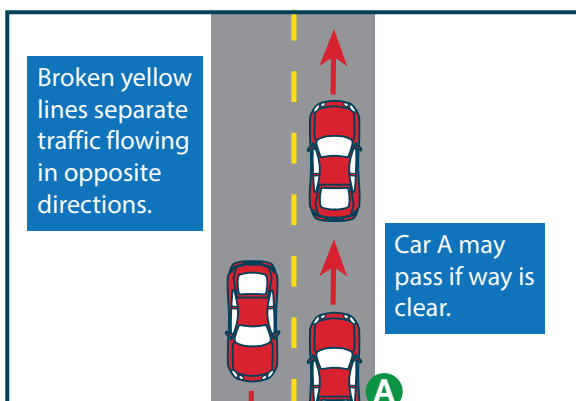 Broken yellow
lines separate
traffic flowing
in opposite
directions.
Car A may
pass if way is
clear.
A